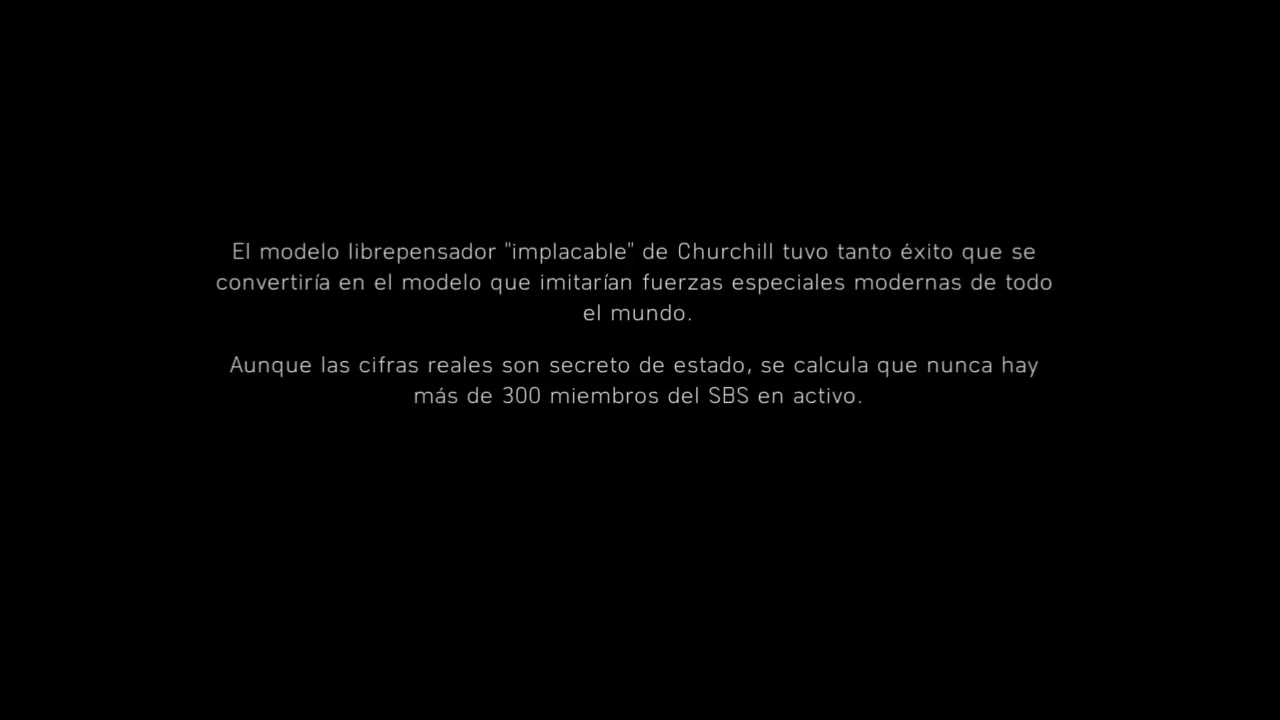 El modelo librepensador "implacable" de Churchill tuvo tanto éxito que se
convertiría en el modelo que imitarían fuerzas especiales modernas de todo
el mundo.
Aunque las cifras reales son secreto de estado, se calcula que nunca hay
más de 300 miembros del SBS en activo.